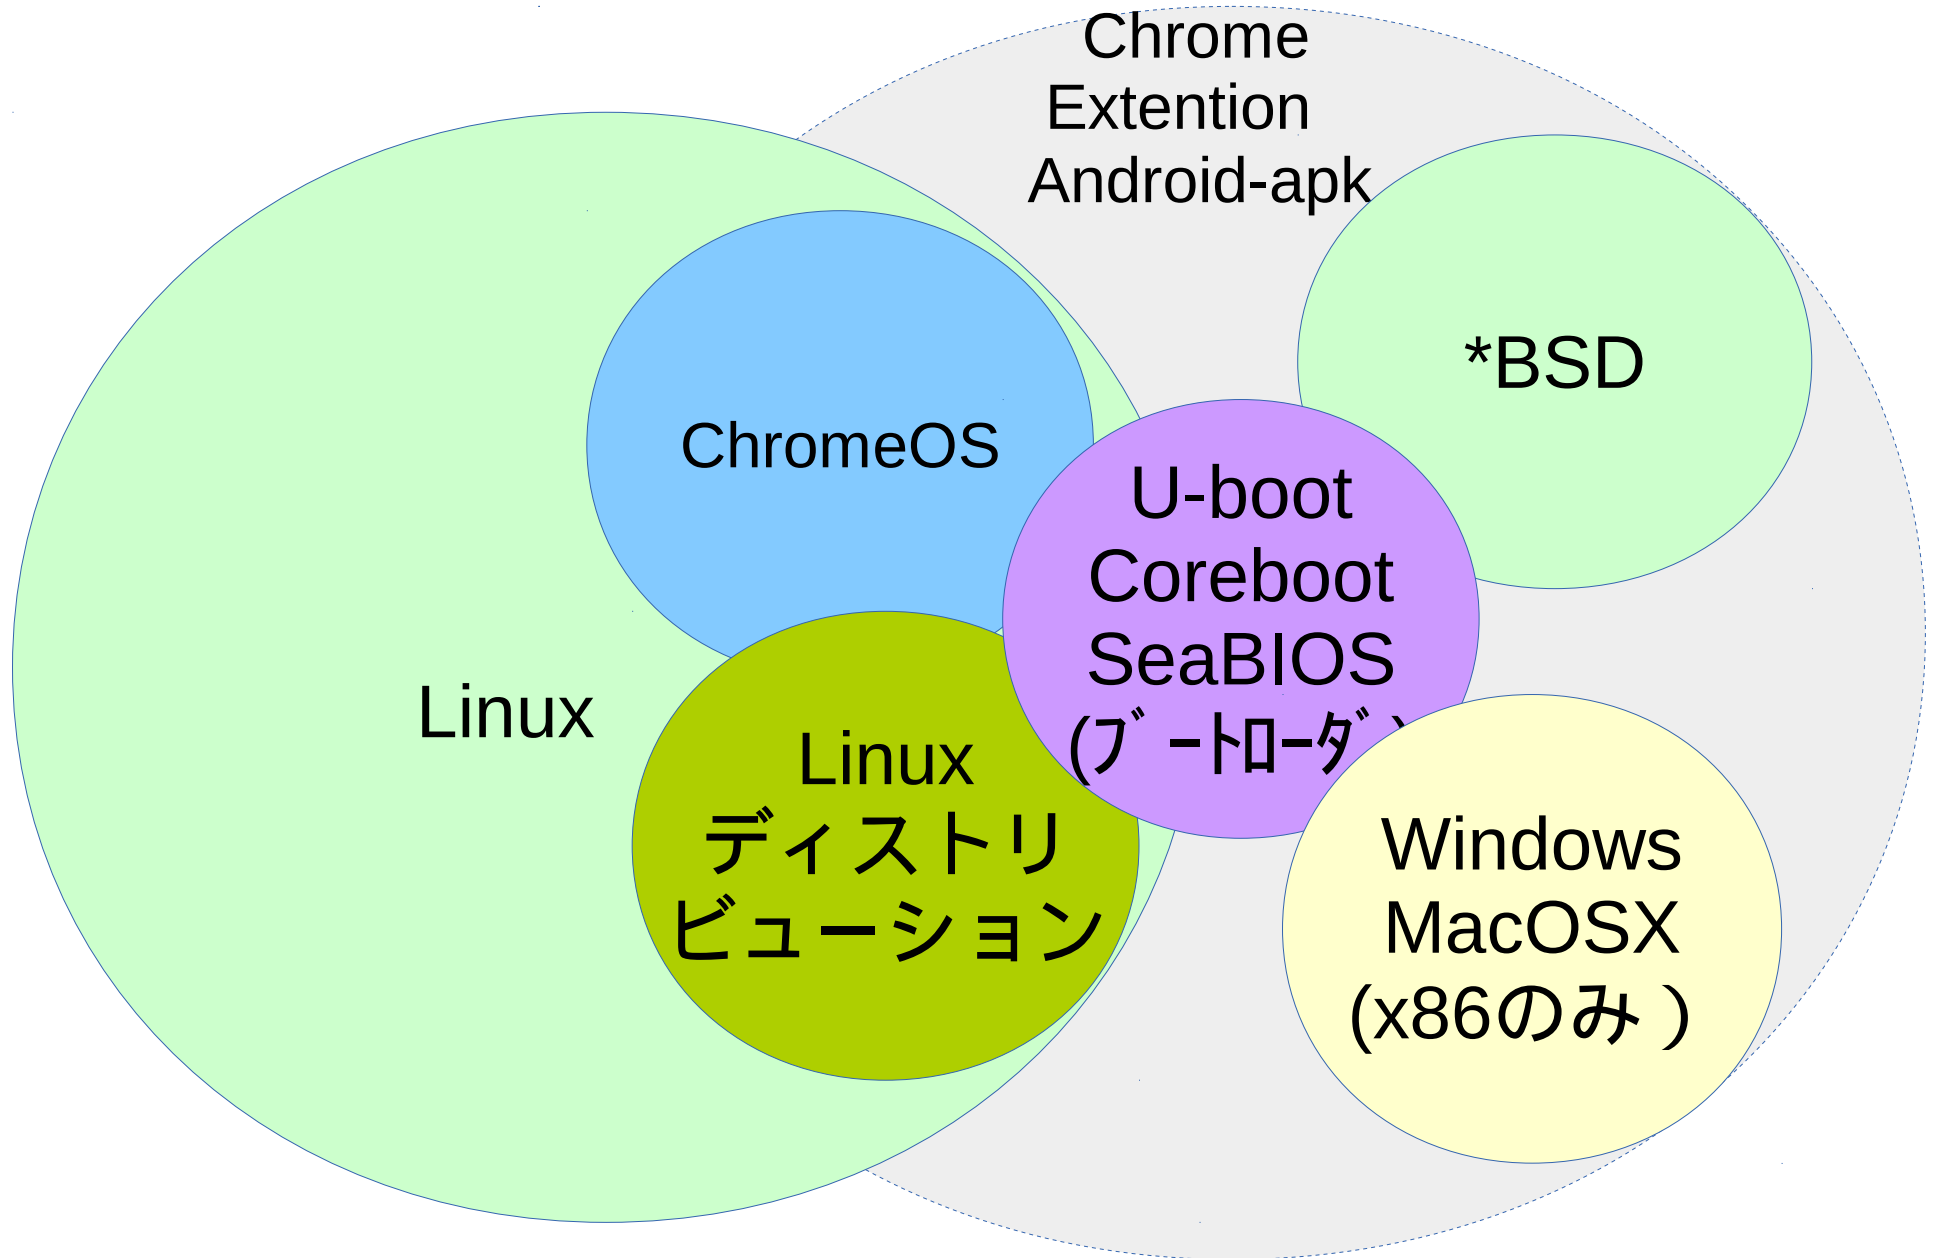 Chrome
Extention
Android-apk
*BSD
ChromeOS
U-boot
Coreboot
SeaBIOS
(ﾌﾞｰﾄﾛｰﾀﾞ)
Linux
Linux
ディストリ
ビューション
Windows
MacOSX
(x86のみ)